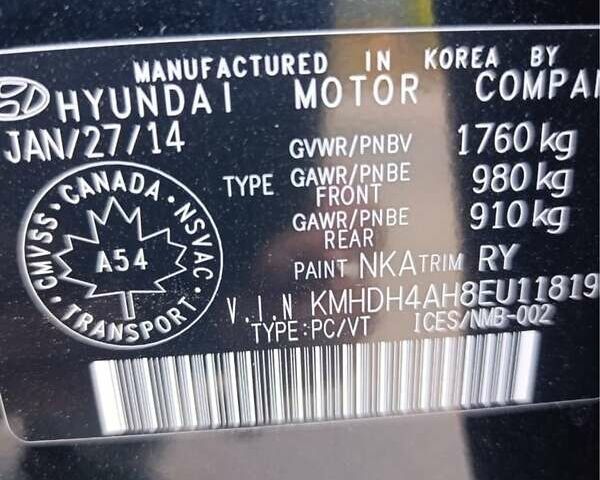 MANUFACTURED IN KOREA BY
HYUNDAI MOTOR COMPA
JAN/27/14
GVWR/PNBV 1760 kg
TYPE
GAWR/PNBE FRONT 980 kg
GAWR/PNBE REAR 910 kg
CANADA · NSVAC · TRANSPORT · CMVSS
A54
PAINT NKA TRIM RY
V.I.N KMHDH4AH8EU11819
TYPE:PC/VT ICES/NMB-002